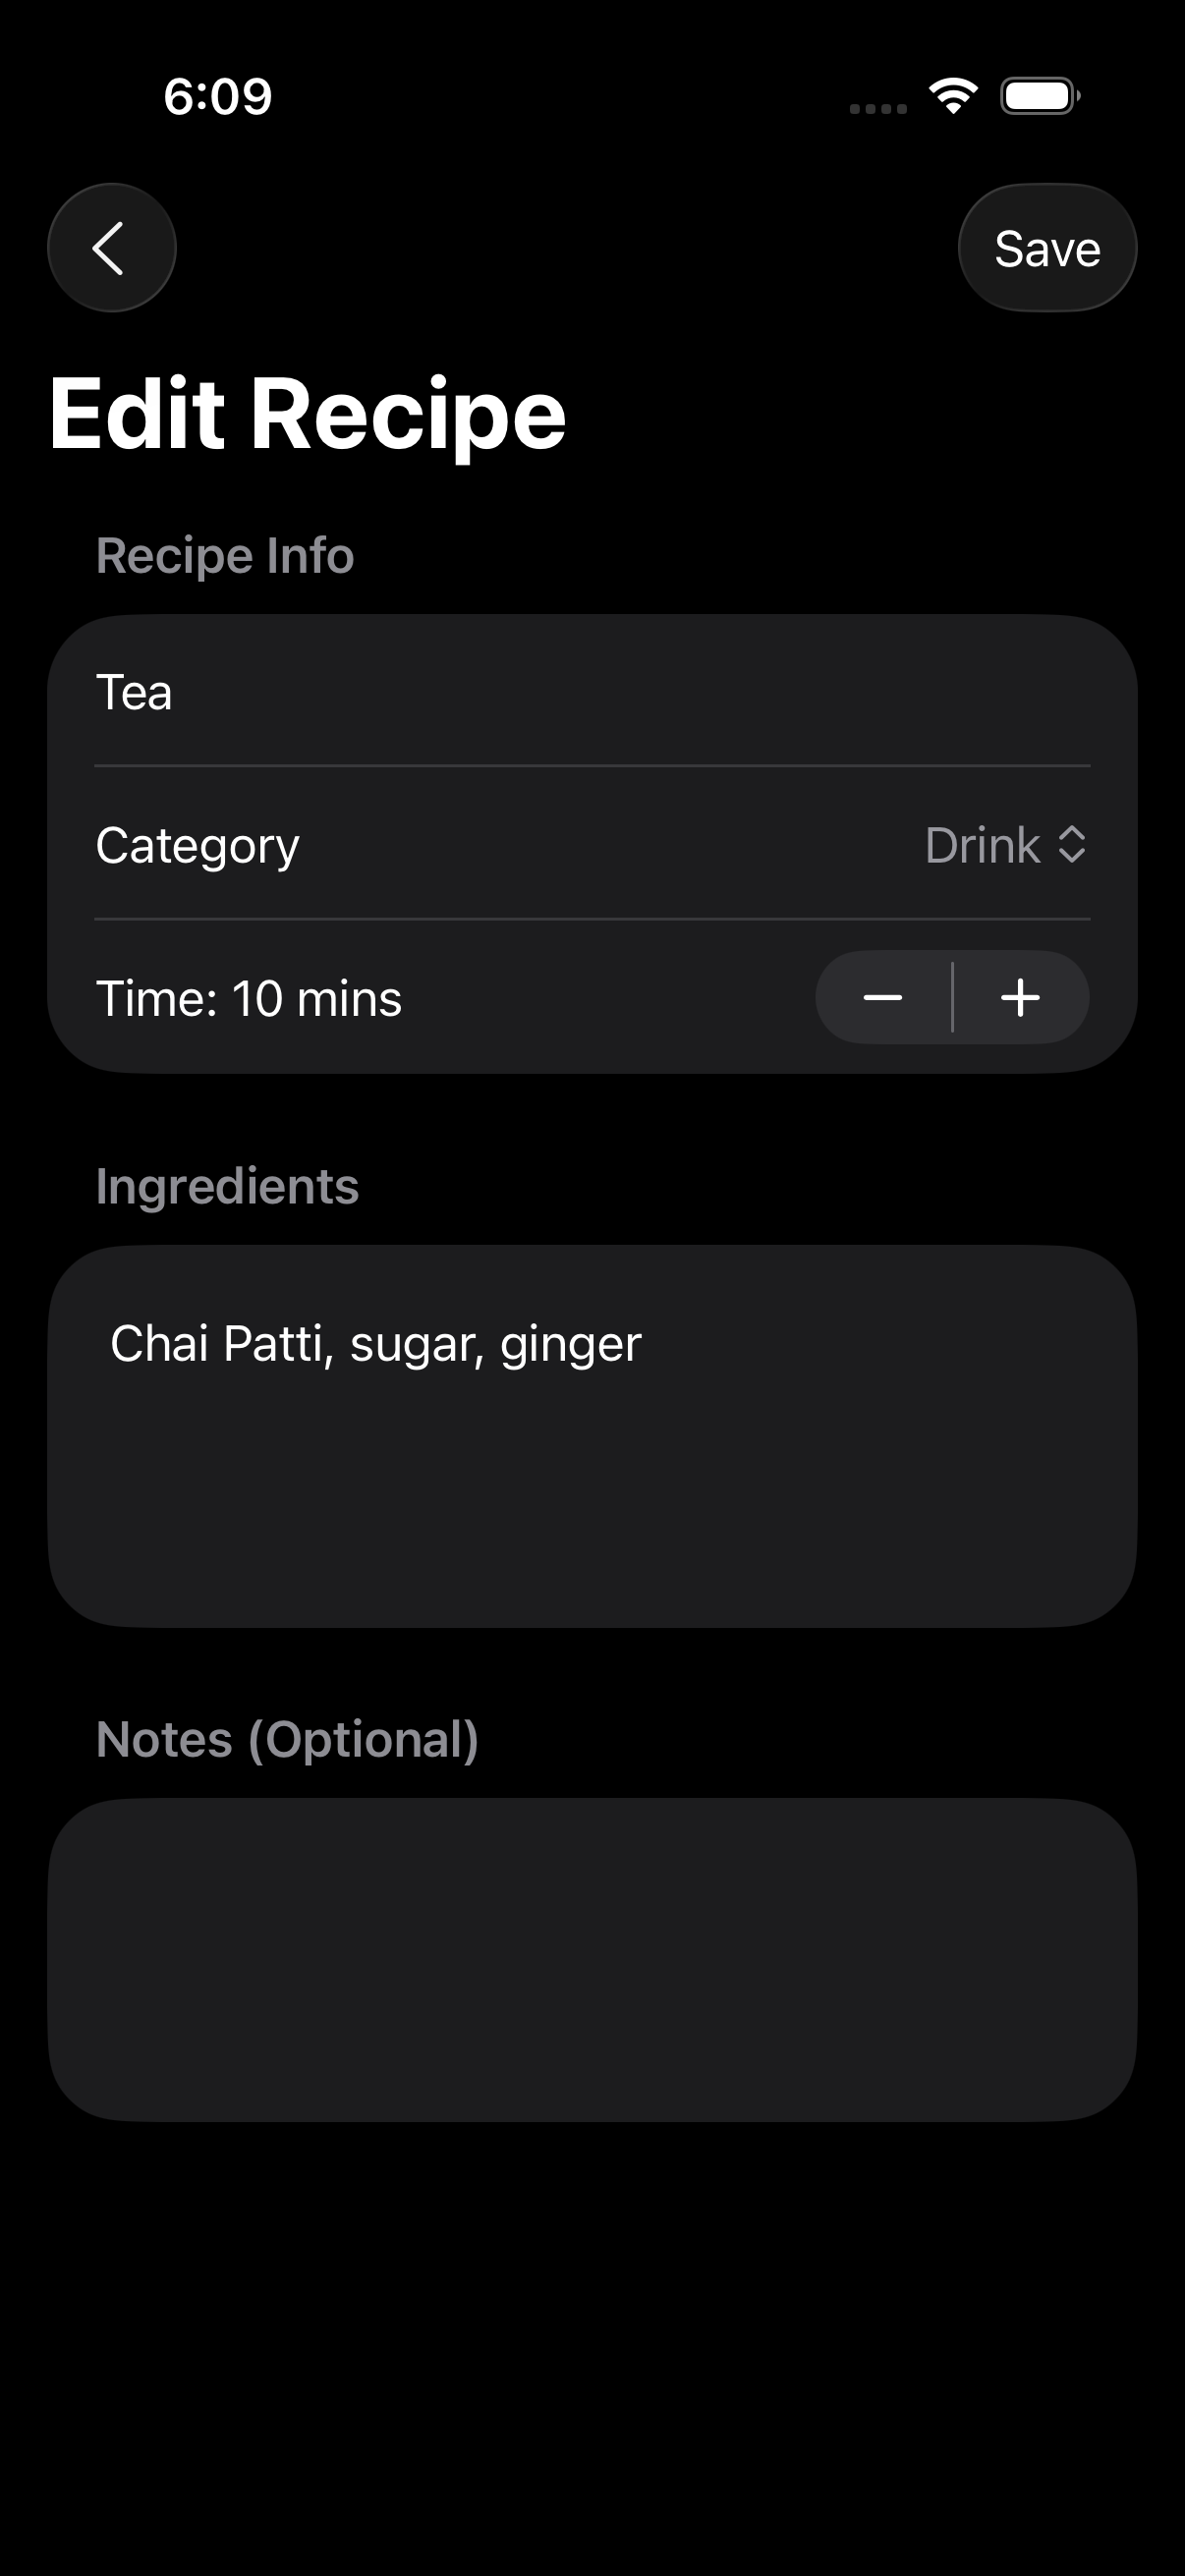 6:09
Save
Edit Recipe
Recipe Info
Tea
Category Drink
Time: 10 mins
Ingredients
Chai Patti, sugar, ginger
Notes (Optional)